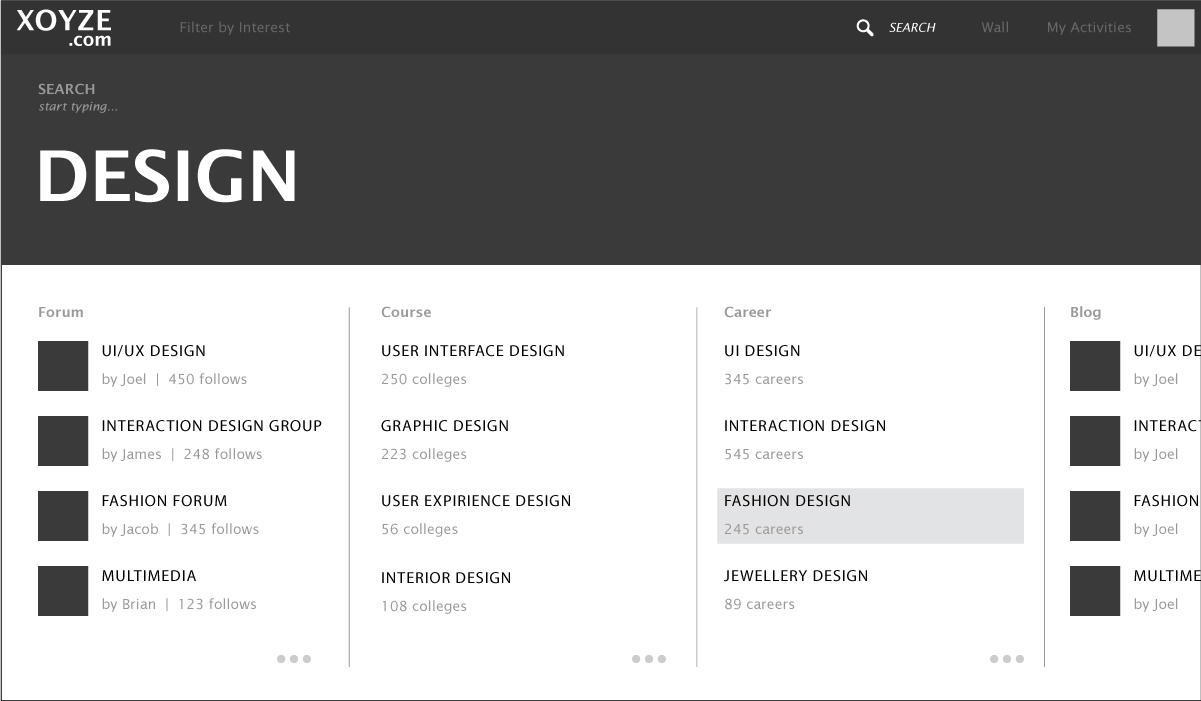 XOYZE
.com
Filter by Interest
SEARCH
Wall
My Activities
SEARCH
start typing...
DESIGN
Forum
UI/UX DESIGN
by Joel | 450 follows
INTERACTION DESIGN GROUP
by James | 248 follows
FASHION FORUM
by Jacob | 345 follows
MULTIMEDIA
by Brian | 123 follows
Course
USER INTERFACE DESIGN
250 colleges
GRAPHIC DESIGN
223 colleges
USER EXPIRIENCE DESIGN
56 colleges
INTERIOR DESIGN
108 colleges
Career
UI DESIGN
345 careers
INTERACTION DESIGN
545 careers
FASHION DESIGN
245 careers
JEWELLERY DESIGN
89 careers
Blog
UI/UX DE
by Joel
INTERACT
by Joel
FASHION
by Joel
MULTIME
by Joel